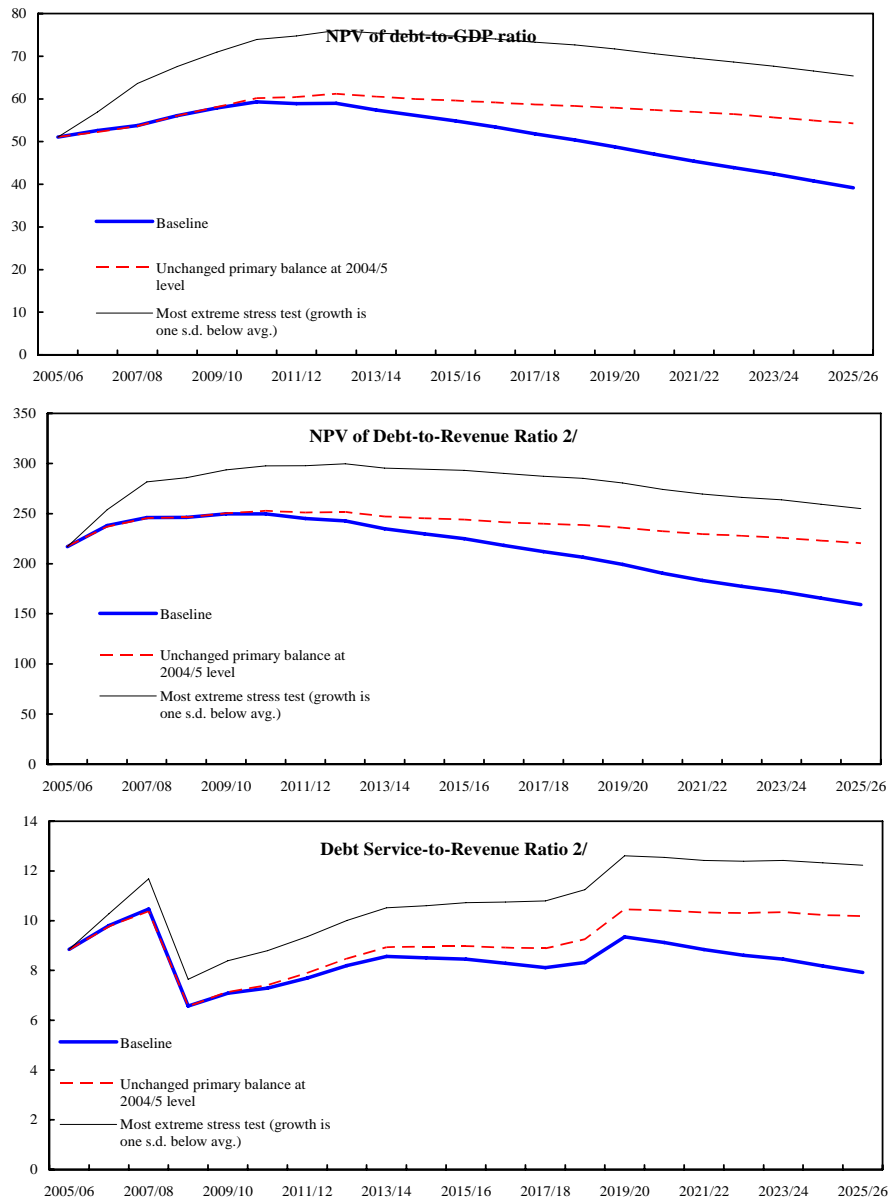 NPV of debt-to-GDP ratio
80
70
60
50
40
30
20
10
0
Baseline
Unchanged primary balance at 2004/5
level
Most extreme stress test (growth is
one s.d. below avg.)
2005/06 2007/08 2009/10 2011/12 2013/14 2015/16 2017/18 2019/20 2021/22 2023/24 2025/26
NPV of Debt-to-Revenue Ratio 2/
350
300
250
200
150
100
50
0
Baseline
Unchanged primary balance at
2004/5 level
Most extreme stress test (growth is
one s.d. below avg.)
2005/06 2007/08 2009/10 2011/12 2013/14 2015/16 2017/18 2019/20 2021/22 2023/24 2025/26
Debt Service-to-Revenue Ratio 2/
14
12
10
8
6
4
2
0
Baseline
Unchanged primary balance at
2004/5 level
Most extreme stress test (growth is
one s.d. below avg.)
2005/06 2007/08 2009/10 2011/12 2013/14 2015/16 2017/18 2019/20 2021/22 2023/24 2025/26